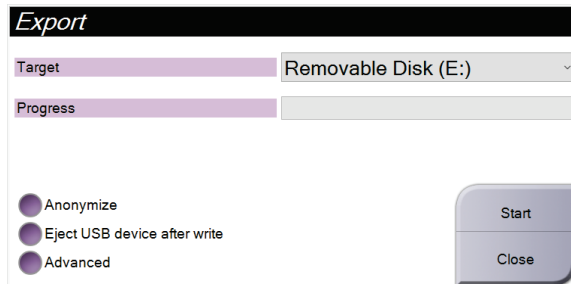 Export
Target
Removable Disk (E:)
Progress
Anonymize
Eject USB device after write
Advanced
Start
Close